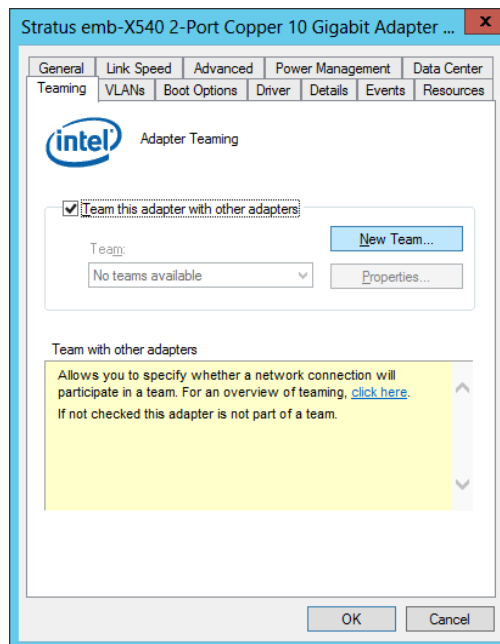 Stratus emb-X540 2-Port Copper 10 Gigabit Adapter ... x
General Link Speed Advanced Power Management Data Center
Teaming VLANs Boot Options Driver Details Events Resources
intel Adapter Teaming
Team this adapter with other adapters
New Team...
Team:
No teams available Properties...
Team with other adapters
Allows you to specify whether a network connection will
participate in a team. For an overview of teaming, click here.
If not checked this adapter is not part of a team.
OK Cancel